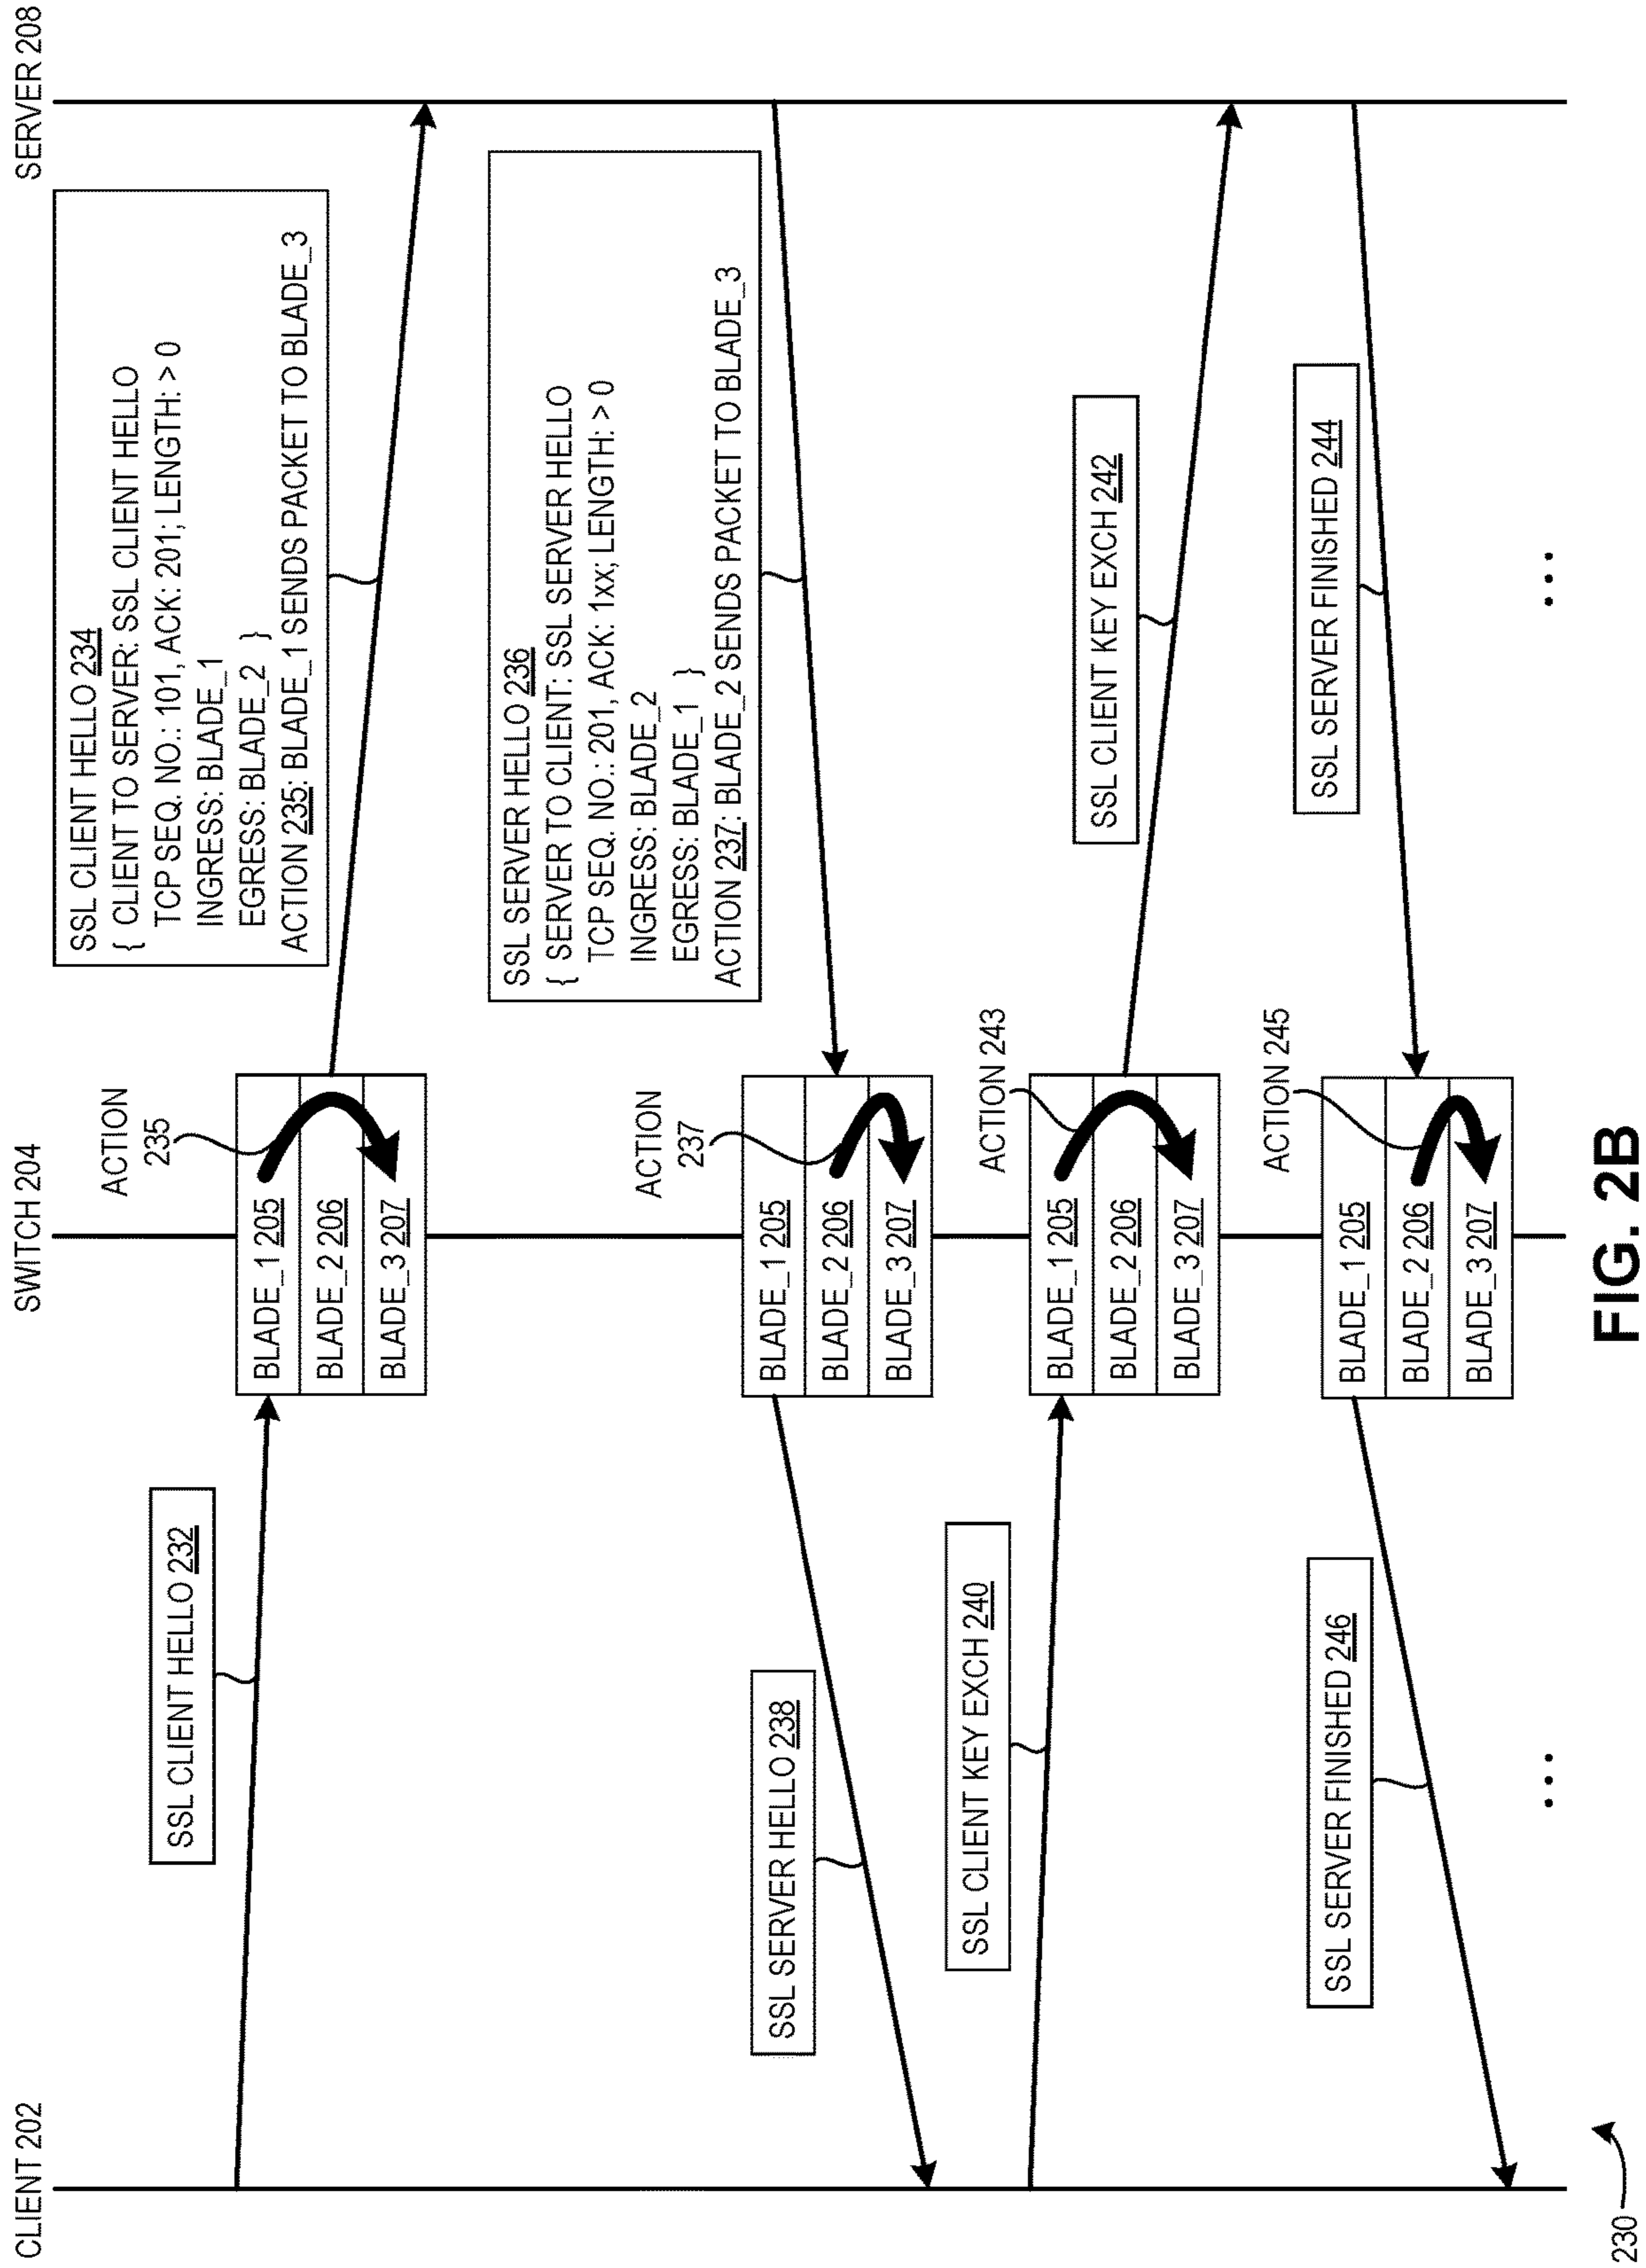 CLIENT 202
SWITCH 204
SERVER 208
SSL CLIENT HELLO 232
ACTION
235
BLADE_1 205
BLADE_2 206
BLADE_3 207
SSL CLIENT HELLO 234
{ CLIENT TO SERVER: SSL CLIENT HELLO
TCP SEQ. NO.: 101, ACK: 201; LENGTH: > 0
INGRESS: BLADE_1
EGRESS: BLADE_2 }
ACTION 235: BLADE_1 SENDS PACKET TO BLADE_3
SSL SERVER HELLO 236
{ SERVER TO CLIENT: SSL SERVER HELLO
TCP SEQ. NO.: 201, ACK: 1xx; LENGTH: > 0
INGRESS: BLADE_2
EGRESS: BLADE_1 }
ACTION 237: BLADE_2 SENDS PACKET TO BLADE_3
ACTION
237
BLADE_1 205
BLADE_2 206
BLADE_3 207
SSL SERVER HELLO 238
SSL CLIENT KEY EXCH 240
ACTION 243
BLADE_1 205
BLADE_2 206
BLADE_3 207
SSL CLIENT KEY EXCH 242
SSL SERVER FINISHED 244
ACTION 245
BLADE_1 205
BLADE_2 206
BLADE_3 207
SSL SERVER FINISHED 246
...
...
230
FIG. 2B